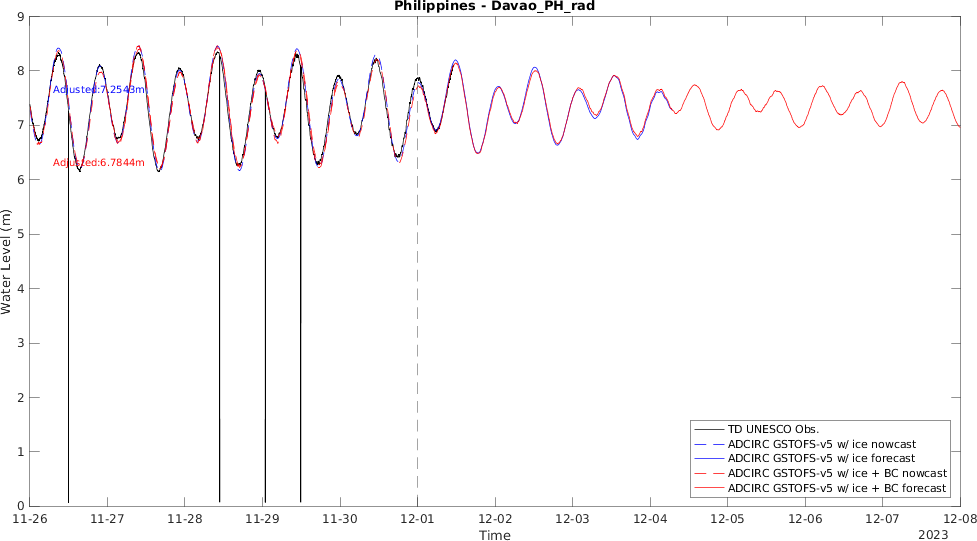 Philippines - Davao_PH_rad
9
8
7
6
5
4
3
2
1
0
Water Level (m)
Adjusted:7.2543m
Adjusted:6.7844m
TD UNESCO Obs.
ADCIRC GSTOFS-v5 w/ ice nowcast
ADCIRC GSTOFS-v5 w/ ice forecast
ADCIRC GSTOFS-v5 w/ ice + BC nowcast
ADCIRC GSTOFS-v5 w/ ice + BC forecast
11-26 11-27 11-28 11-29 11-30 12-01 12-02 12-03 12-04 12-05 12-06 12-07 12-08
Time
2023